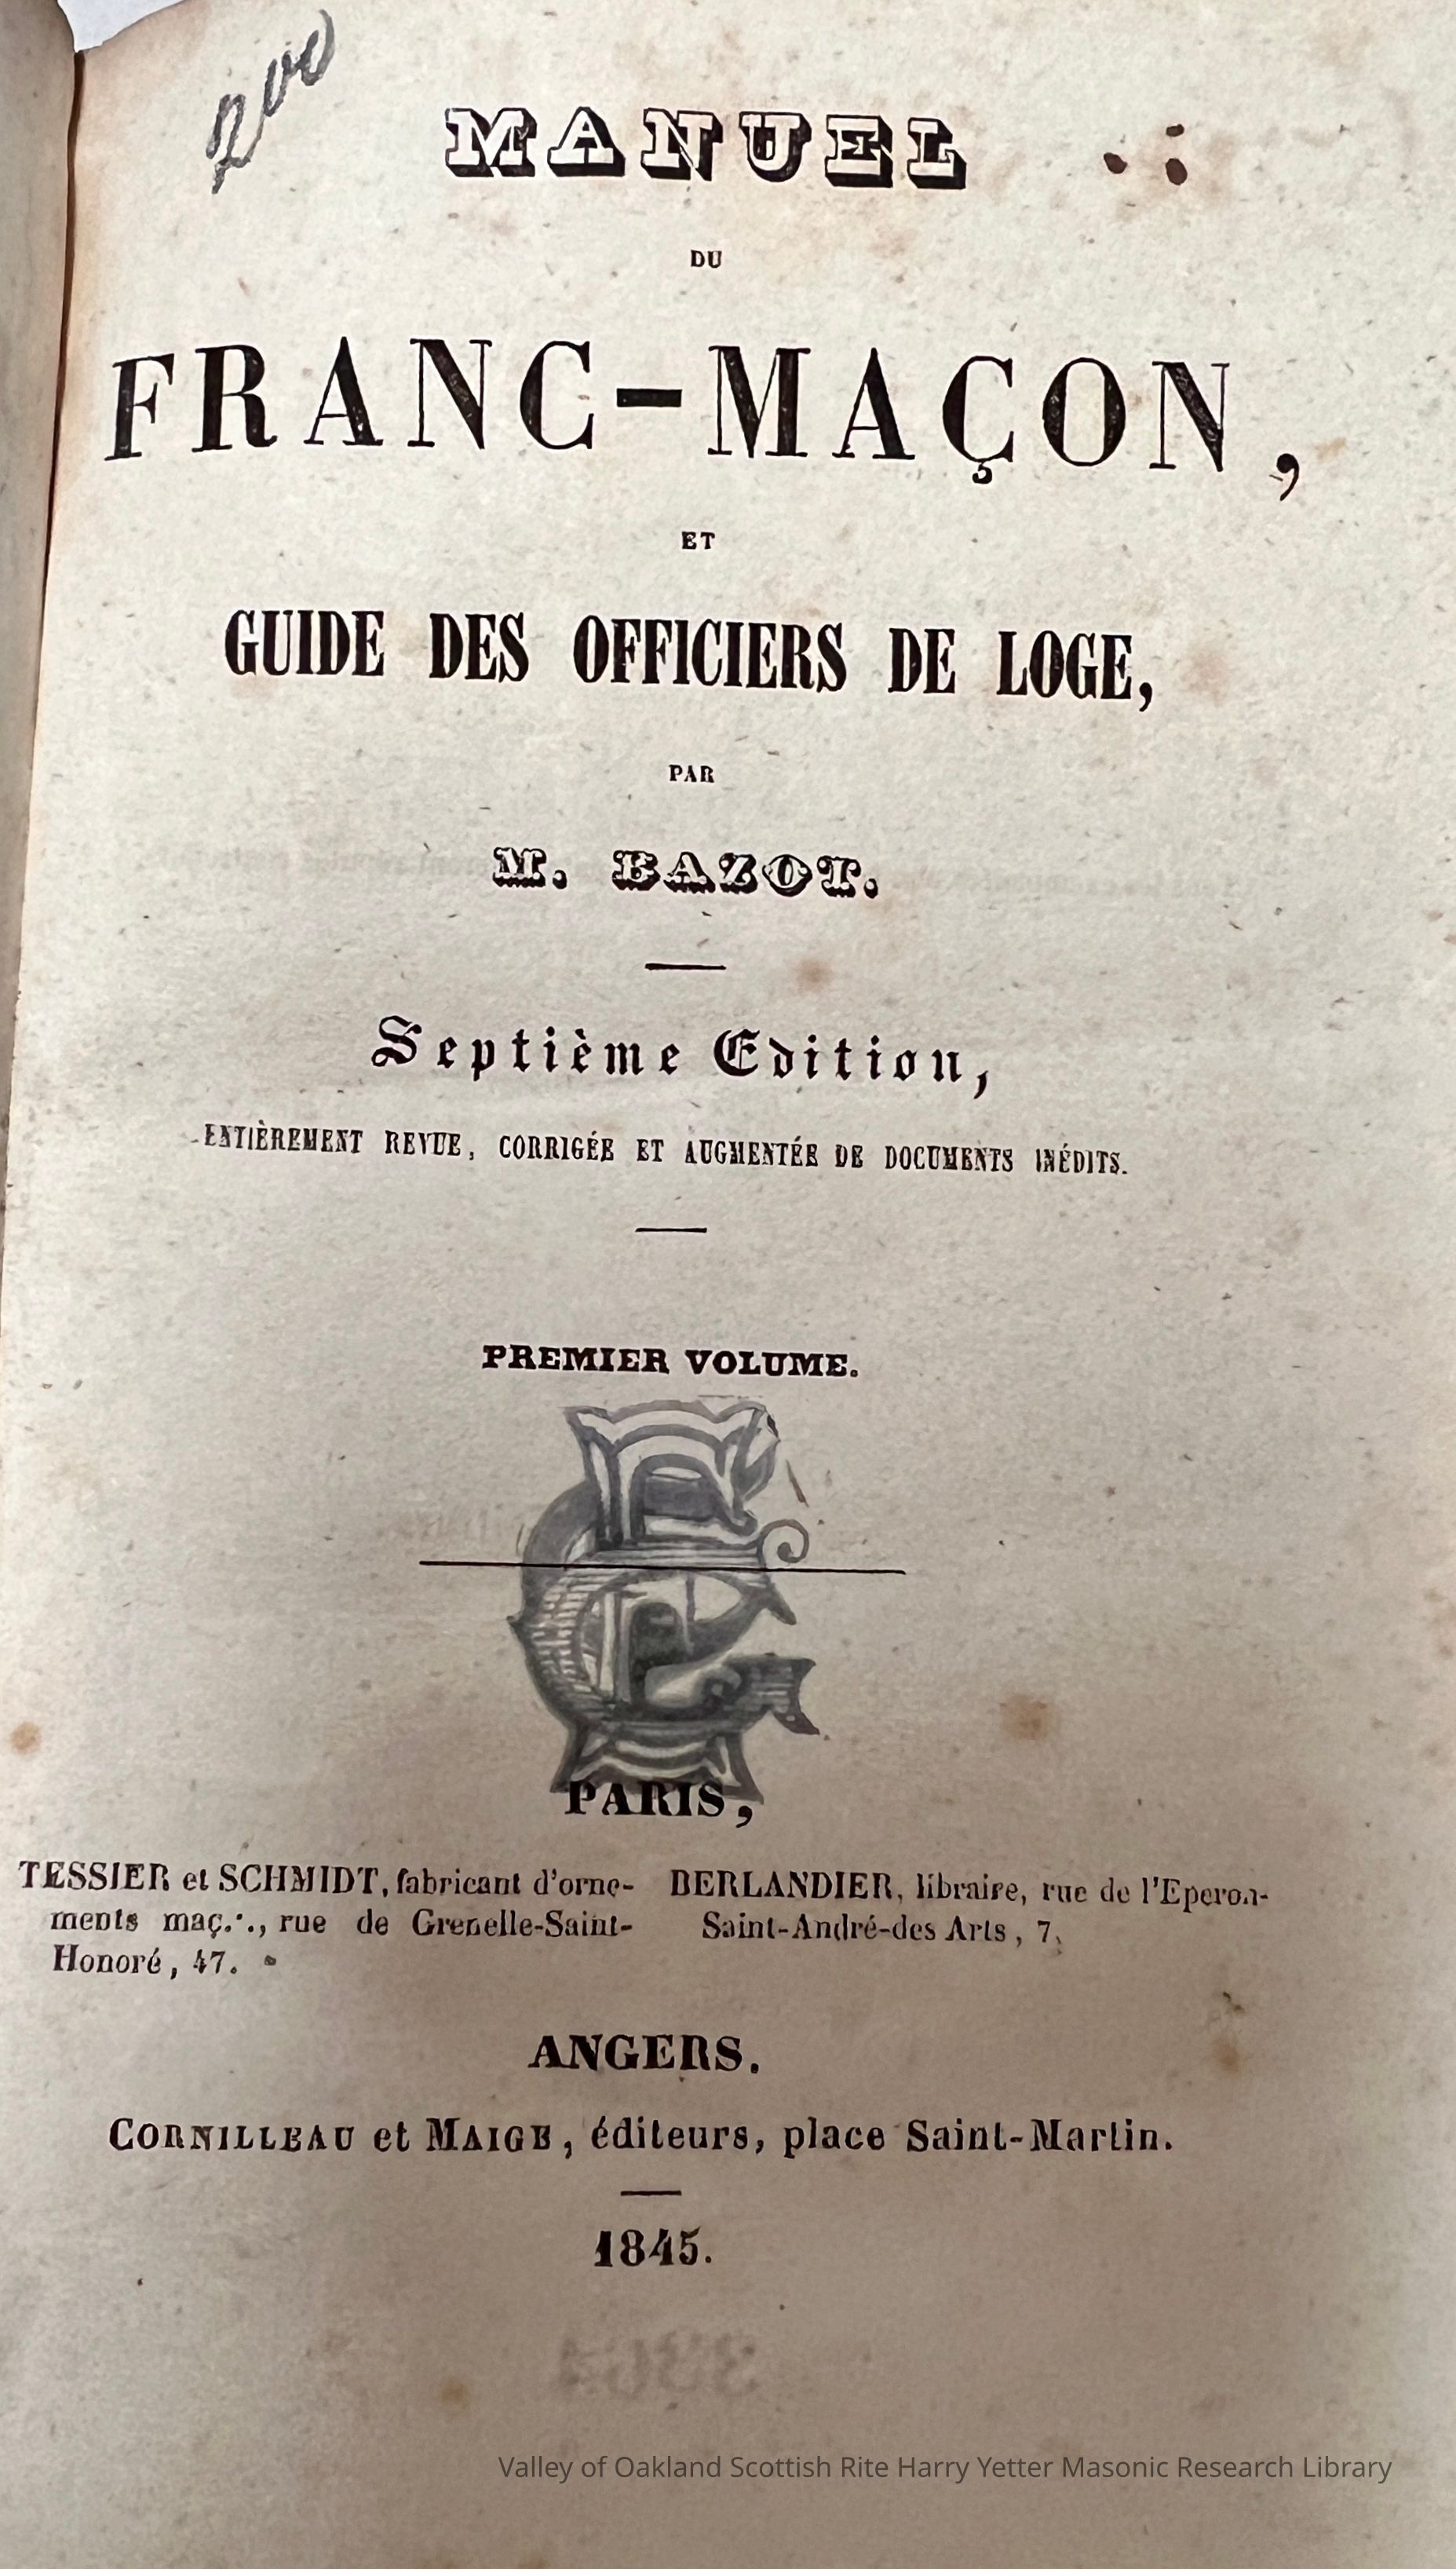 MANUEL
DU
FRANC-MAÇON,
ET
GUIDE DES OFFICIERS DE LOGE,
PAR
M. BAZOT.
Septième Edition,
ENTIÈREMENT REVUE, CORRIGÉE ET AUGMENTÉE DE DOCUMENTS INÉDITS.
PREMIER VOLUME.
PARIS,
TESSIER et SCHMIDT, fabricant d'orne-
ments maç.·., rue de Grenelle-Saint-
Honoré, 47.
BERLANDIER, libraire, rue de l'Eperon-
Saint-André-des Arts, 7,
ANGERS.
CORNILLEAU et MAIGE, éditeurs, place Saint-Martin.
1845.
Valley of Oakland Scottish Rite Harry Yetter Masonic Research Library